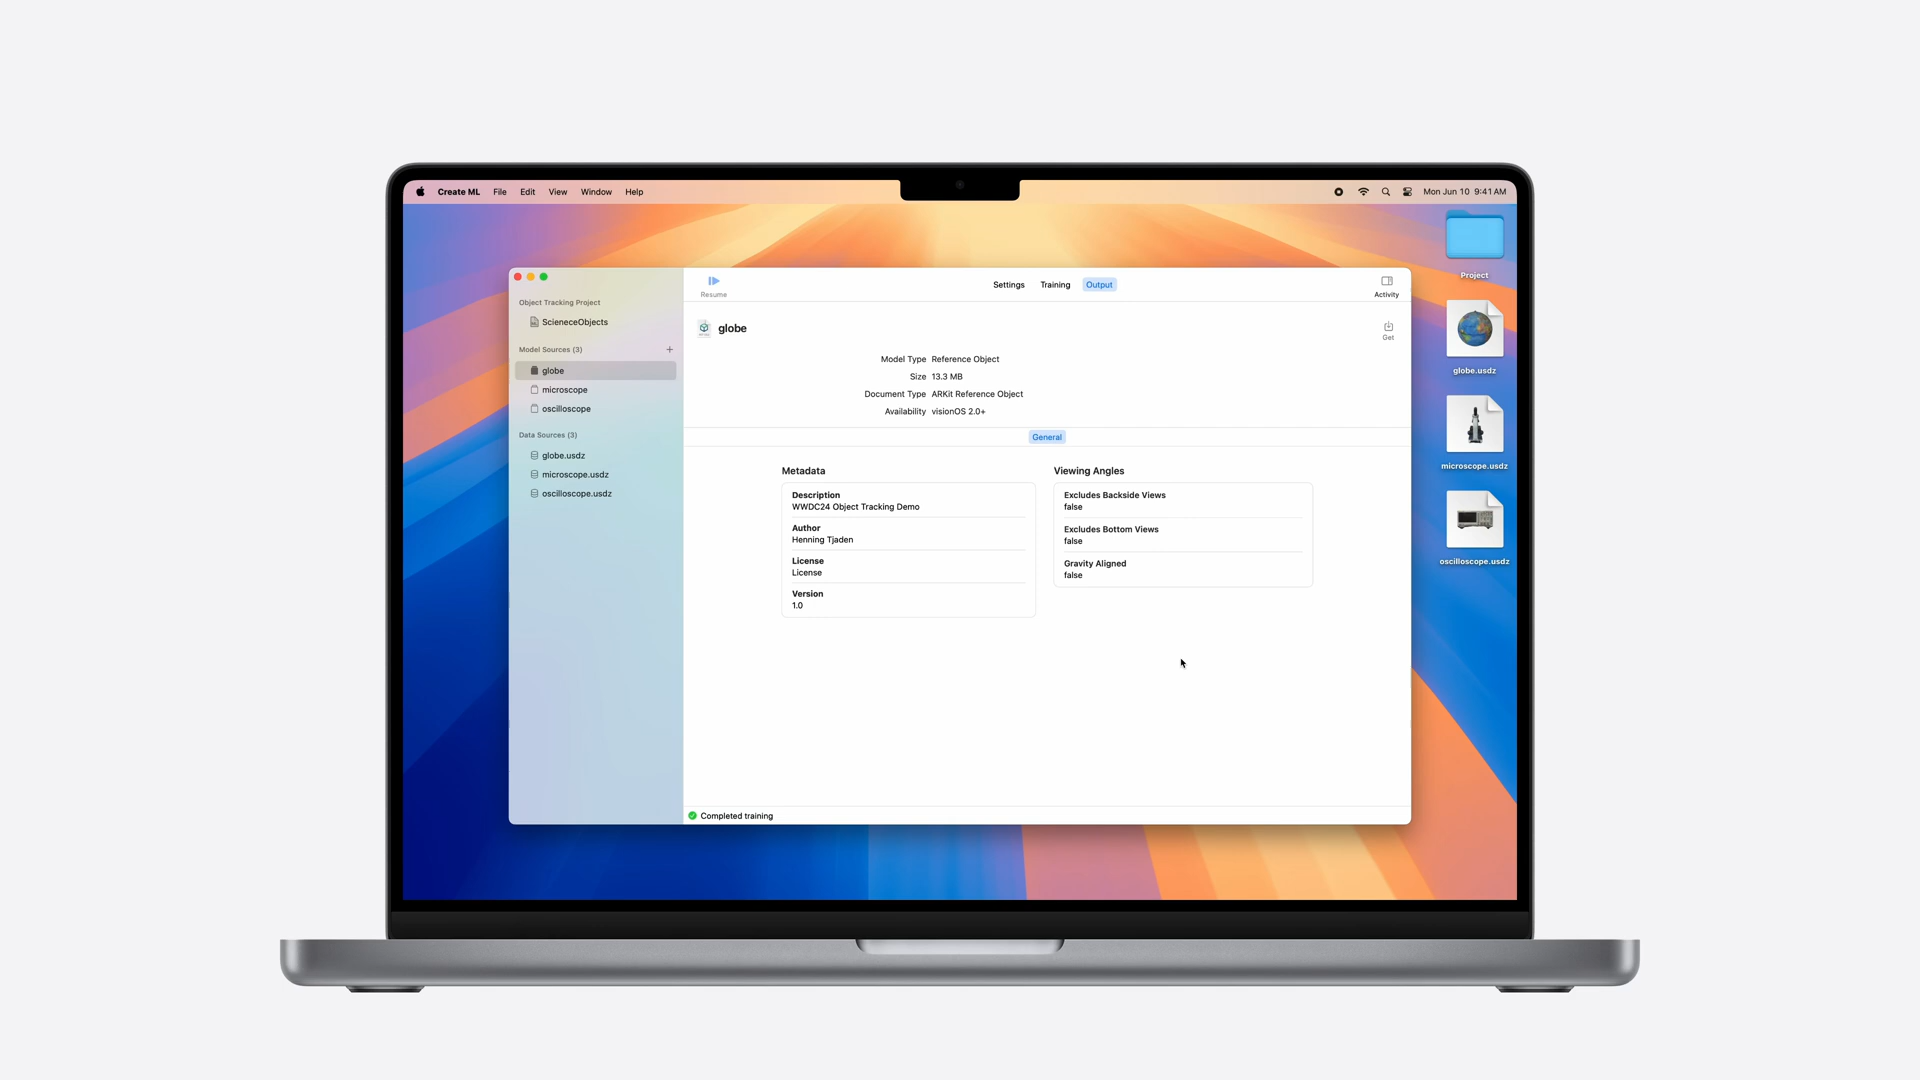 Create ML File Edit View Window Help
Mon Jun 10 9:41 AM
Project
globe.usdz
microscope.usdz
oscilloscope.usdz
Object Tracking Project
ScieneceObjects
Model Sources (3) +
globe
microscope
oscilloscope
Data Sources (3)
globe.usdz
microscope.usdz
oscilloscope.usdz
Resume
Settings Training Output
Activity
globe
Get
Model Type Reference Object
Size 13.3 MB
Document Type ARKit Reference Object
Availability visionOS 2.0+
General
Metadata
Description
WWDC24 Object Tracking Demo
Author
Henning Tjaden
License
License
Version
1.0
Viewing Angles
Excludes Backside Views
false
Excludes Bottom Views
false
Gravity Aligned
false
Completed training